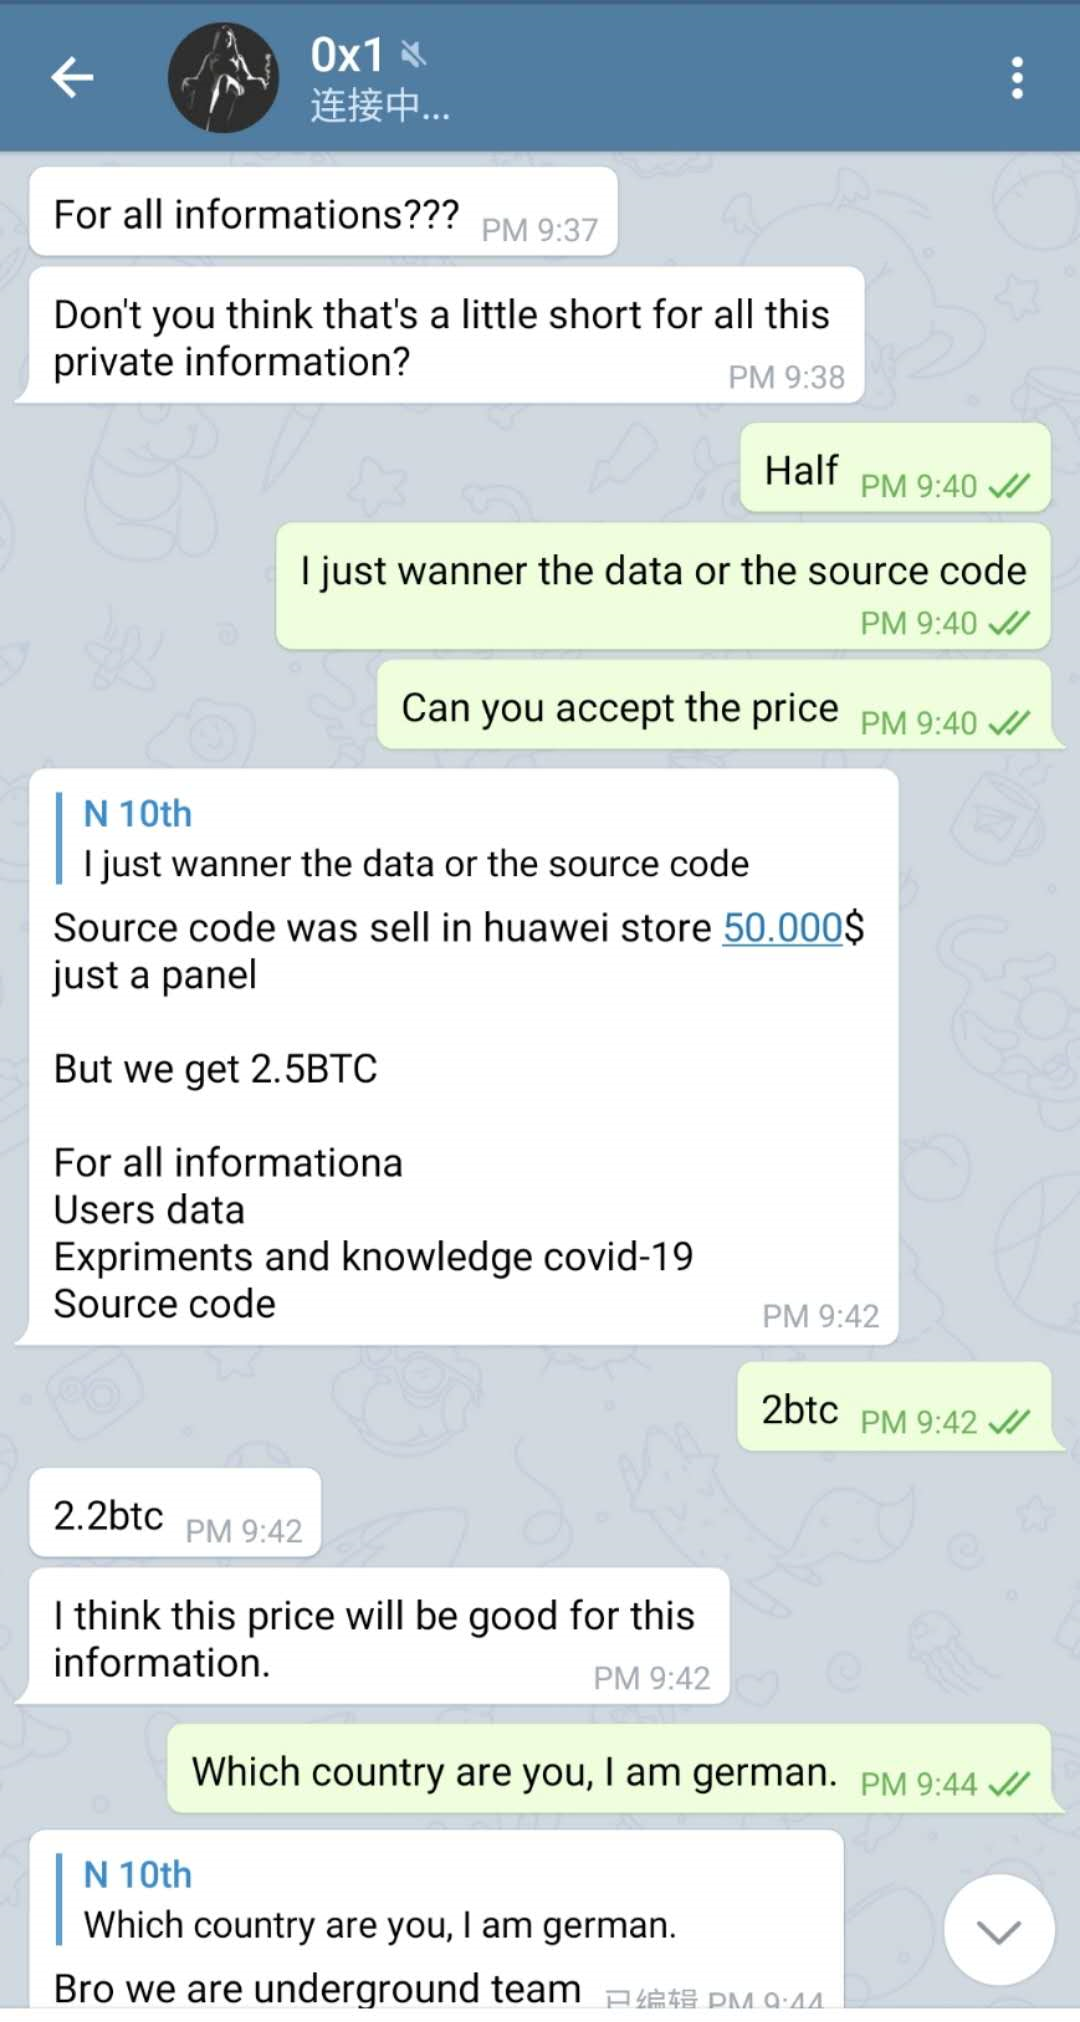 0x1
连接中...
For all informations???
PM 9:37
Don't you think that's a little short for all this
private information?
PM 9:38
Half
PM 9:40
I just wanner the data or the source code
PM 9:40
Can you accept the price
PM 9:40
N 10th
I just wanner the data or the source code
Source code was sell in huawei store 50.000$
just a panel
But we get 2.5BTC
For all informationa
Users data
Expriments and knowledge covid-19
Source code
PM 9:42
2btc
PM 9:42
2.2btc
PM 9:42
I think this price will be good for this
information.
PM 9:42
Which country are you, I am german.
PM 9:44
N 10th
Which country are you, I am german.
Bro we are underground team
已编辑 PM 9:44